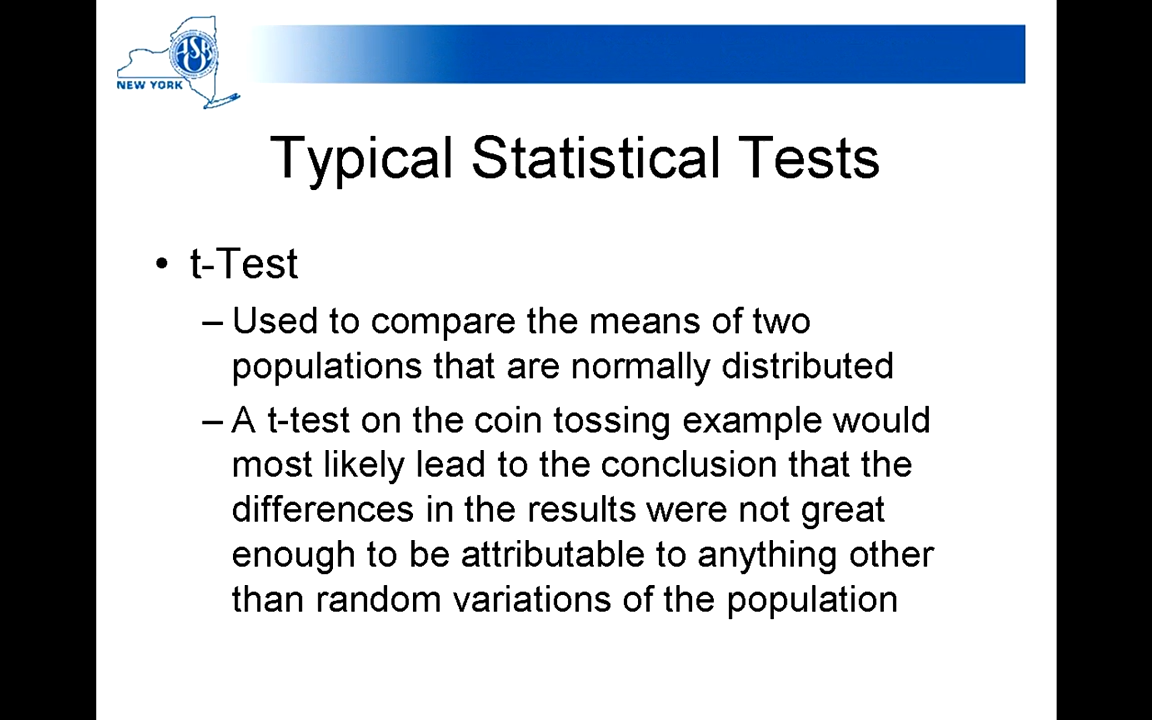 ASQ
NEW YORK
Typical Statistical Tests
• t-Test
– Used to compare the means of two
populations that are normally distributed
– A t-test on the coin tossing example would
most likely lead to the conclusion that the
differences in the results were not great
enough to be attributable to anything other
than random variations of the population